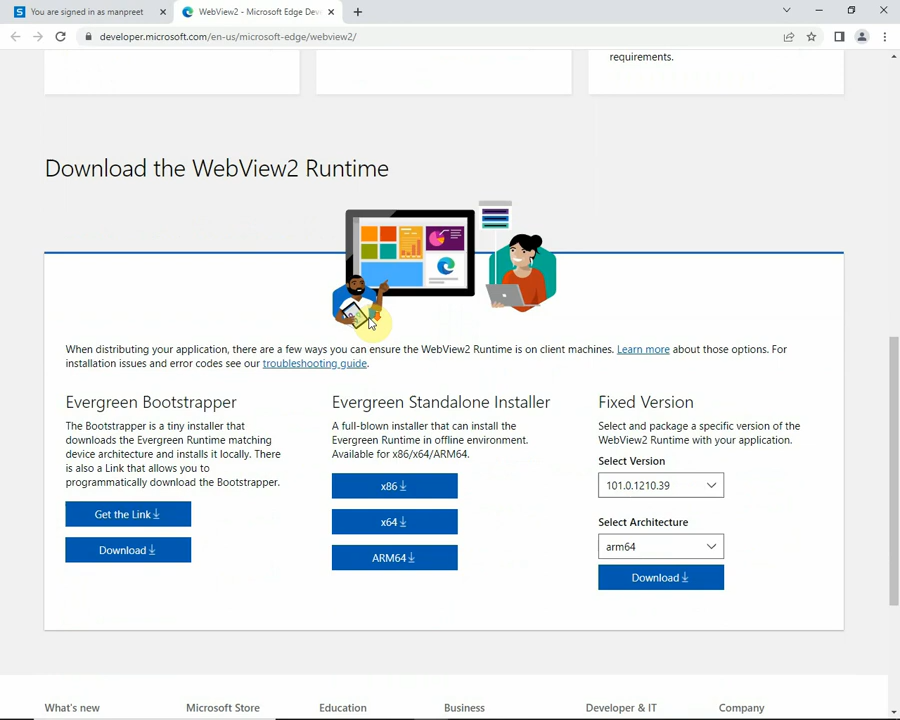 You are signed in as manpreet
WebView2 - Microsoft Edge Dev
developer.microsoft.com/en-us/microsoft-edge/webview2/
requirements.
Download the WebView2 Runtime
When distributing your application, there are a few ways you can ensure the WebView2 Runtime is on client machines. Learn more about those options. For
installation issues and error codes see our troubleshooting guide.
Evergreen Bootstrapper
The Bootstrapper is a tiny installer that
downloads the Evergreen Runtime matching
device architecture and installs it locally. There
is also a Link that allows you to
programmatically download the Bootstrapper.
Get the Link
Download
Evergreen Standalone Installer
A full-blown installer that can install the
Evergreen Runtime in offline environment.
Available for x86/x64/ARM64.
x86
x64
ARM64
Fixed Version
Select and package a specific version of the
WebView2 Runtime with your application.
Select Version
101.0.1210.39
Select Architecture
arm64
Download
What's new
Microsoft Store
Education
Business
Developer & IT
Company